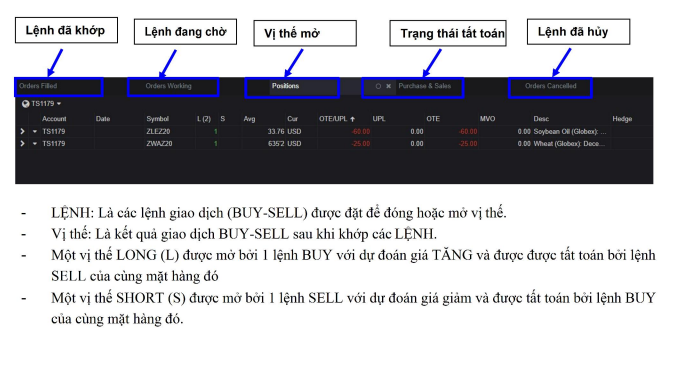 Lệnh đã khớp Lệnh đang chờ Vị thế mở Trạng thái tất toán Lệnh đã hủy
Orders Filled Orders Working Positions Purchase & Sales Orders Cancelled
TS1179
Account Date Symbol L (2) S Avg Cur OTE/UPL UPL OTE MVO Desc Hedge
TS1179 ZLEZ20 1 33.76 USD -60.00 0.00 -60.00 0.00 Soybean Oil (Globex): ...
TS1179 ZWAZ20 1 635'2 USD -25.00 0.00 -25.00 0.00 Wheat (Globex): Dece...
- LỆNH: Là các lệnh giao dịch (BUY-SELL) được đặt để đóng hoặc mở vị thế.
- Vị thế: Là kết quả giao dịch BUY-SELL sau khi khớp các LỆNH.
- Một vị thế LONG (L) được mở bởi 1 lệnh BUY với dự đoán giá TĂNG và được được tất toán bởi lệnh
SELL của cùng mặt hàng đó
- Một vị thế SHORT (S) được mở bởi 1 lệnh SELL với dự đoán giá giảm và được tất toán bởi lệnh BUY
của cùng mặt hàng đó.